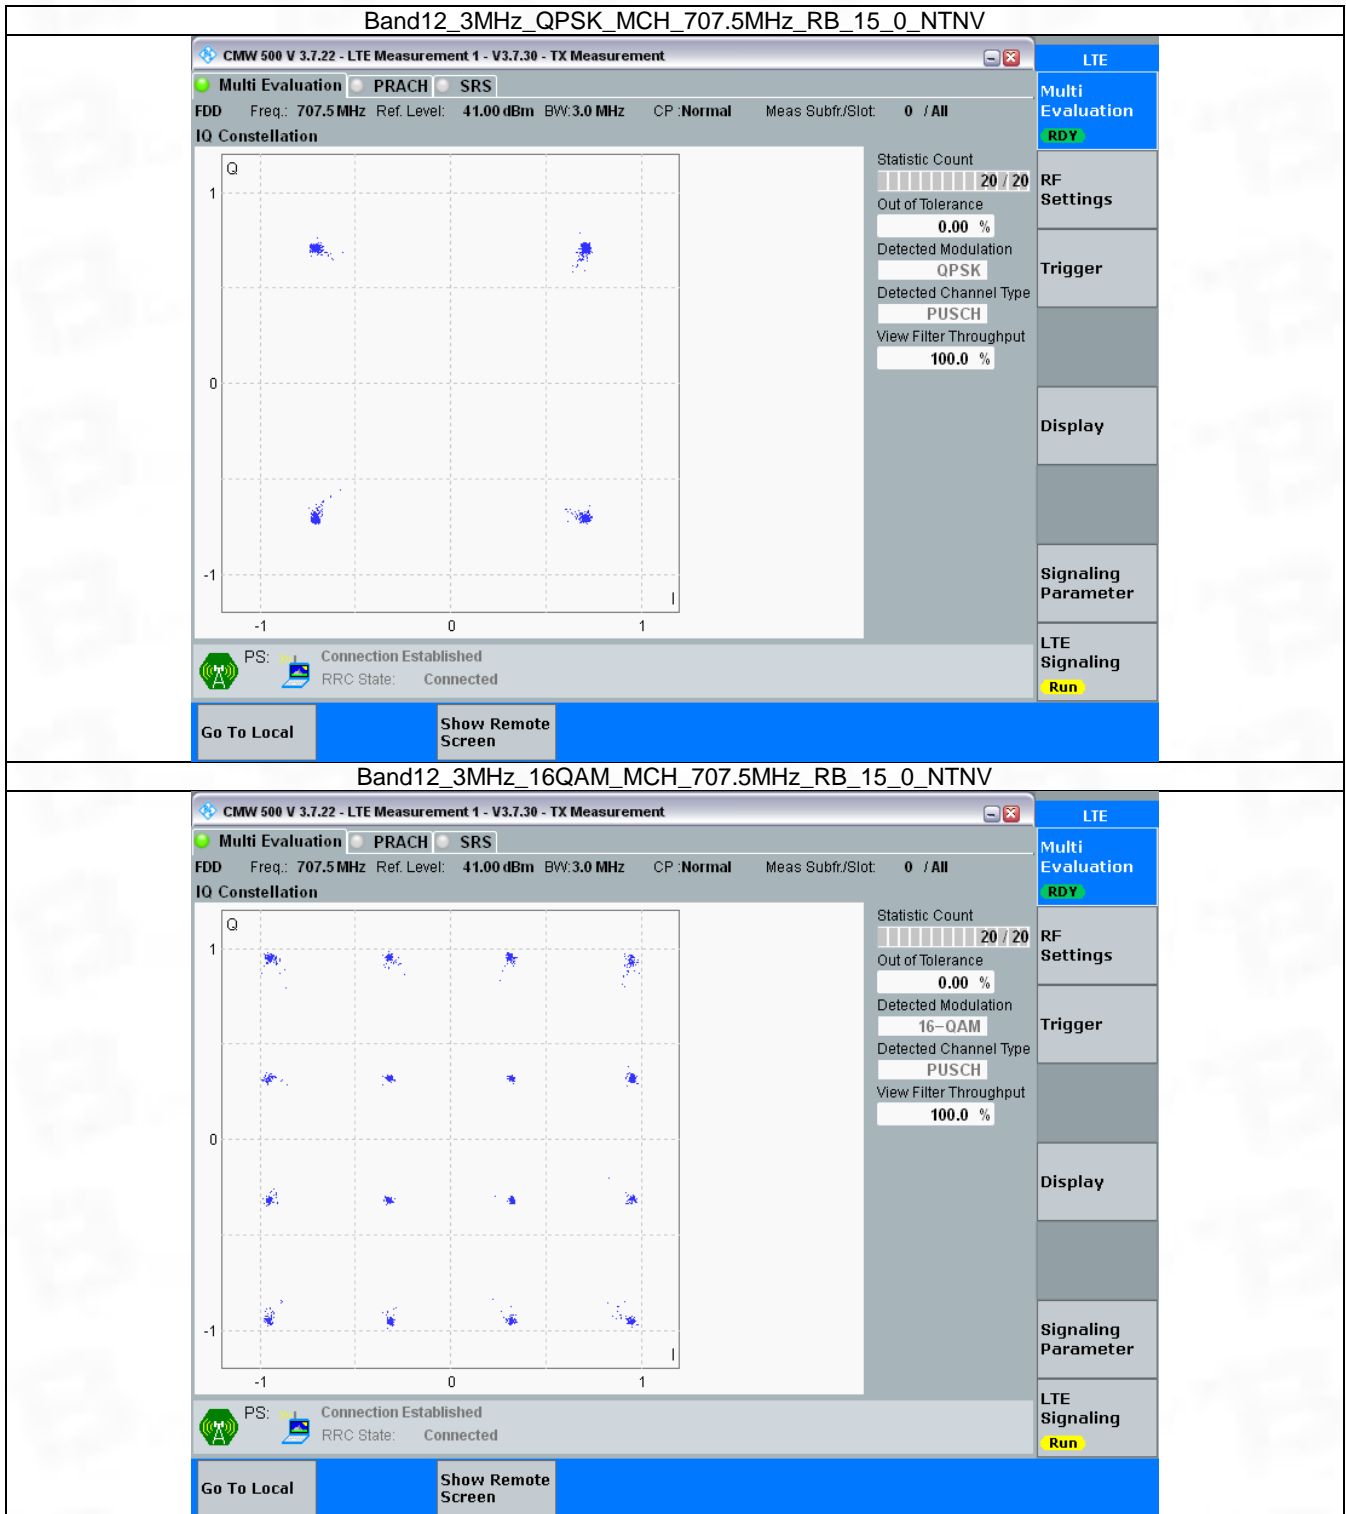 Band12_3MHz_QPSK_MCH_707.5MHz_RB_15_0_NTNV
CMW 500 V 3.7.22 - LTE Measurement 1 - V3.7.30 - TX Measurement
LTE
Multi Evaluation PRACH SRS
Multi
Evaluation
RDY
FDD Freq.: 707.5 MHz Ref. Level: 41.00 dBm BW: 3.0 MHz CP : Normal Meas Subfr./Slot: 0 / All
IQ Constellation
Q
1
0
-1
I
-1 0 1
Statistic Count
20 / 20
Out of Tolerance
0.00 %
Detected Modulation
QPSK
Detected Channel Type
PUSCH
View Filter Throughput
100.0 %
RF
Settings
Trigger
Display
Signaling
Parameter
LTE
Signaling
Run
PS: Connection Established
RRC State: Connected
Go To Local
Show Remote
Screen
Band12_3MHz_16QAM_MCH_707.5MHz_RB_15_0_NTNV
CMW 500 V 3.7.22 - LTE Measurement 1 - V3.7.30 - TX Measurement
LTE
Multi Evaluation PRACH SRS
Multi
Evaluation
RDY
FDD Freq.: 707.5 MHz Ref. Level: 41.00 dBm BW: 3.0 MHz CP : Normal Meas Subfr./Slot: 0 / All
IQ Constellation
Q
1
0
-1
I
-1 0 1
Statistic Count
20 / 20
Out of Tolerance
0.00 %
Detected Modulation
16-QAM
Detected Channel Type
PUSCH
View Filter Throughput
100.0 %
RF
Settings
Trigger
Display
Signaling
Parameter
LTE
Signaling
Run
PS: Connection Established
RRC State: Connected
Go To Local
Show Remote
Screen